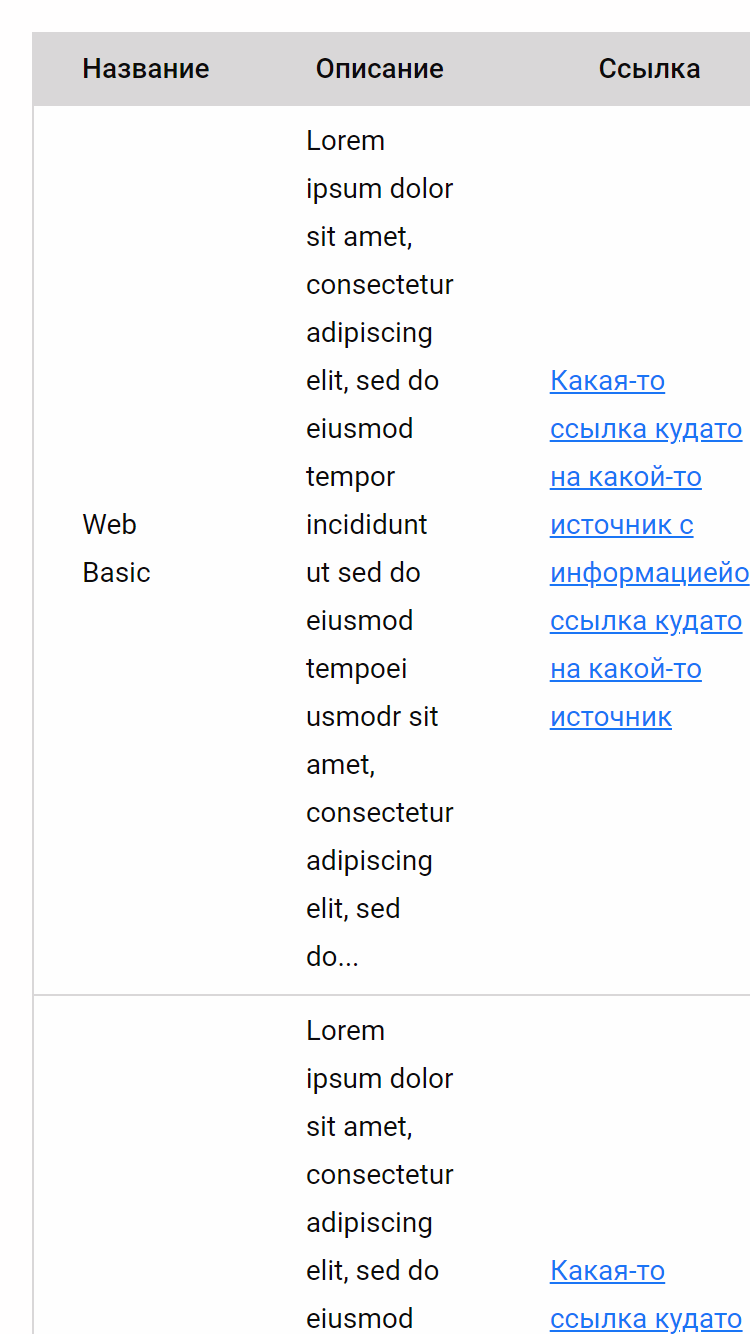 Название
Описание
Ссылка
Web
Basic
Lorem
ipsum dolor
sit amet,
consectetur
adipiscing
elit, sed do
eiusmod
tempor
incididunt
ut sed do
eiusmod
tempoei
usmodr sit
amet,
consectetur
adipiscing
elit, sed
do...
Какая-то
ссылка кудато
на какой-то
источник с
информациейо
ссылка кудато
на какой-то
источник
Lorem
ipsum dolor
sit amet,
consectetur
adipiscing
elit, sed do
eiusmod
Какая-то
ссылка кудато